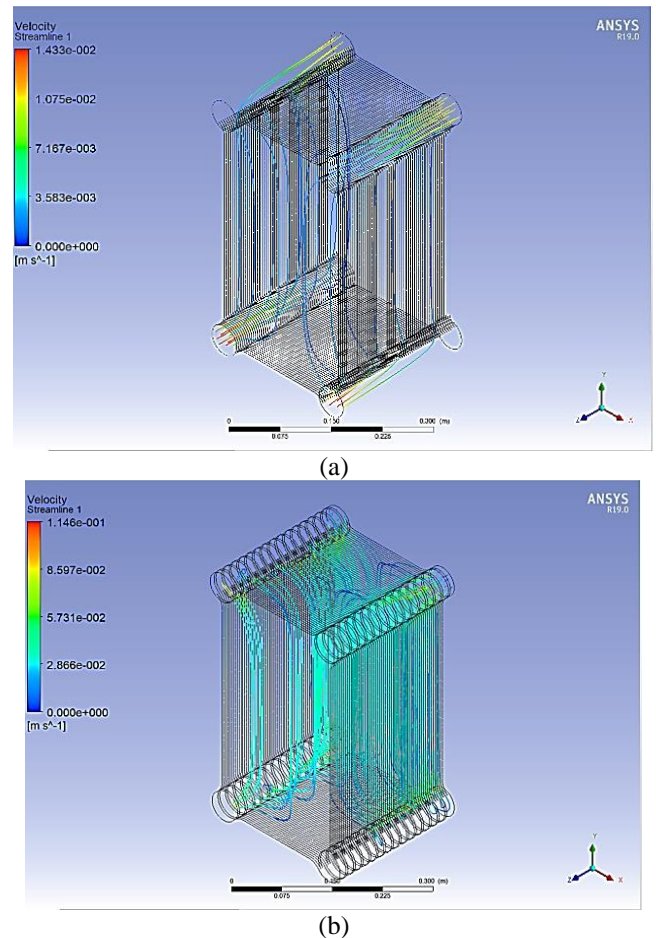 Velocity
Streamline 1
1.433e-002
1.075e-002
7.167e-003
3.583e-003
0.000e+000
[m s^-1]
ANSYS
R19.0
0 0.150 0.300 (m)
0.075 0.225
Y
Z X
(a)
Velocity
Streamline 1
1.146e-001
8.597e-002
5.731e-002
2.866e-002
0.000e+000
[m s^-1]
ANSYS
R19.0
0 0.150 0.300 (m)
0.075 0.225
Y
Z X
(b)